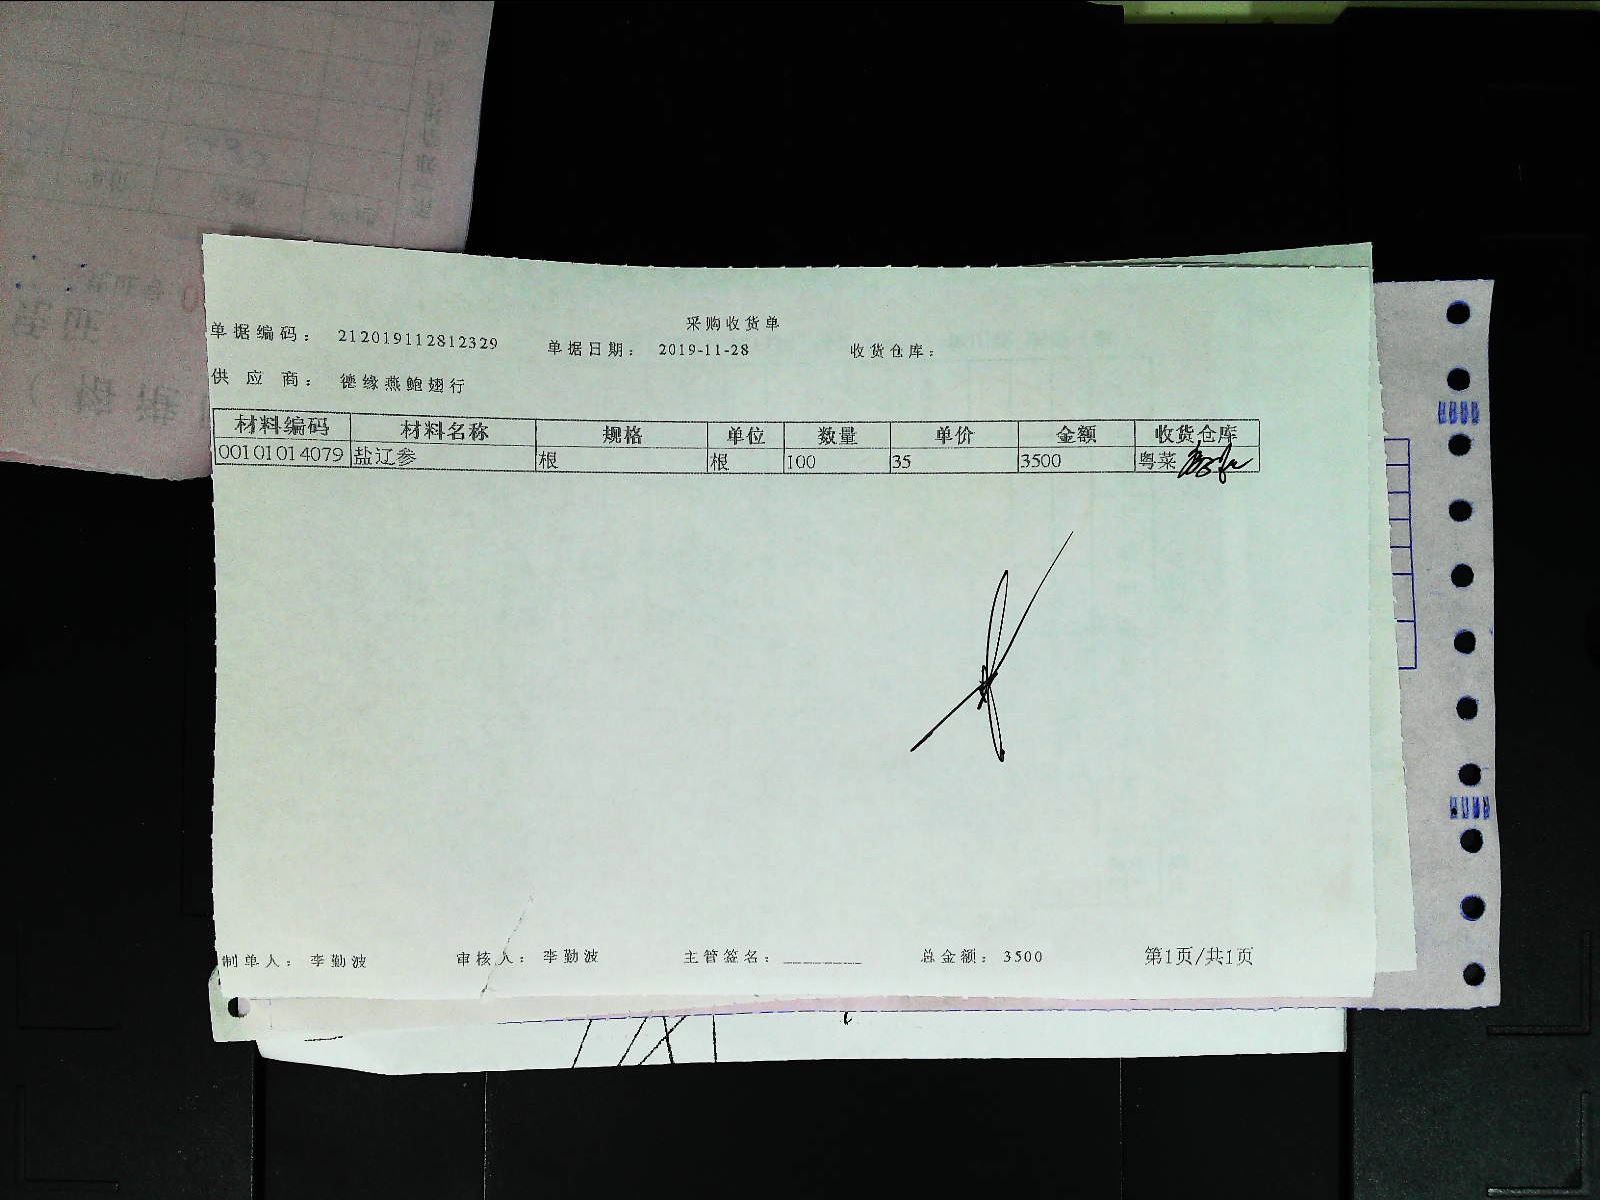 采购收货单
单据编码： 212019112812329 单据日期： 2019-11-28 收货仓库：
供 应 商： 德缘燕鲍翅行
材料编码 材料名称 规格 单位 数量 单价 金额 收货仓库
00101014079 盐辽参 根 根 100 35 3500 粤菜
制单人： 李勤波 审核人： 李勤波 主管签名：________ 总金额： 3500 第1页/共1页